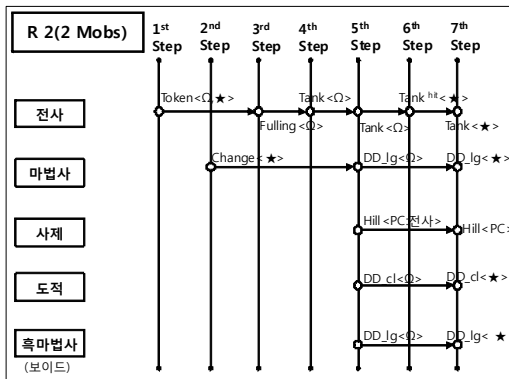 R 2(2 Mobs)
1st Step
2nd Step
3rd Step
4th Step
5th Step
6th Step
7th Step
전사
Token<Ω,★>
Fulling<Ω>
Tank<Ω>
Tank<Ω>
Tank hit<★>
Tank<★>
마법사
Change<★>
DD_lg<Ω>
DD_lg<★>
사제
Hill<PC:전사>
Hill<PC>
도적
DD_cl<Ω>
DD_cl<★>
흑마법사
(보이드)
DD_lg<Ω>
DD_lg< ★